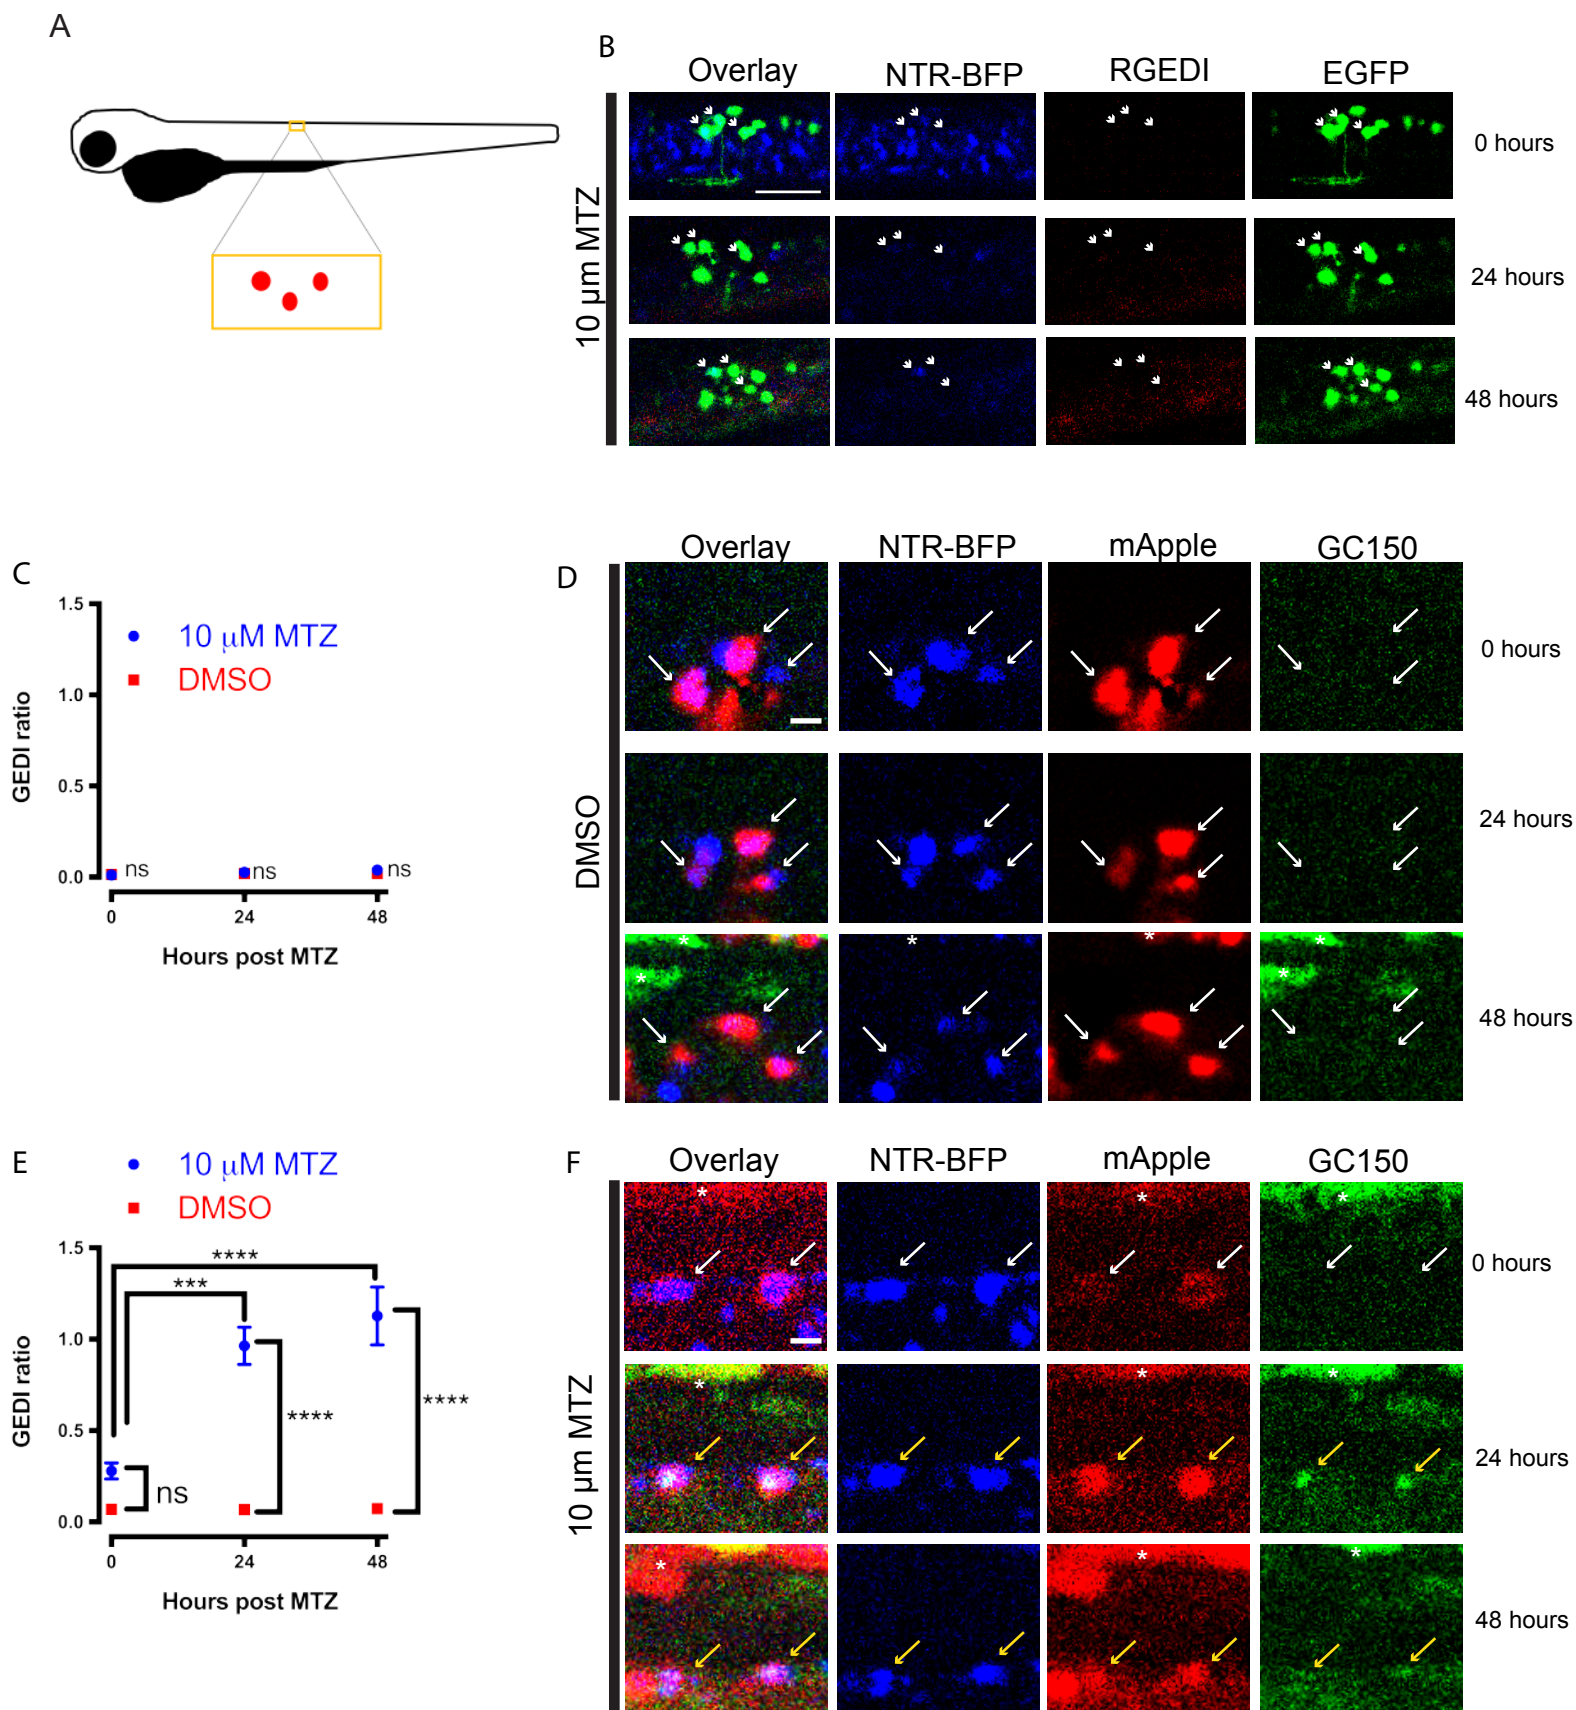 A
B
Overlay
NTR-BFP
RGEDI
EGFP
10 µm MTZ
0 hours
24 hours
48 hours
C
1.5
1.0
0.5
0.0
GEDI ratio
10 µM MTZ
DMSO
ns
ns
ns
0
24
48
Hours post MTZ
D
Overlay
NTR-BFP
mApple
GC150
DMSO
0 hours
24 hours
48 hours
*
*
*
*
*
*
E
10 µM MTZ
DMSO
1.5
1.0
0.5
0.0
GEDI ratio
****
***
****
****
ns
0
24
48
Hours post MTZ
F
Overlay
NTR-BFP
mApple
GC150
10 µm MTZ
*
*
*
0 hours
*
*
*
24 hours
*
*
*
48 hours